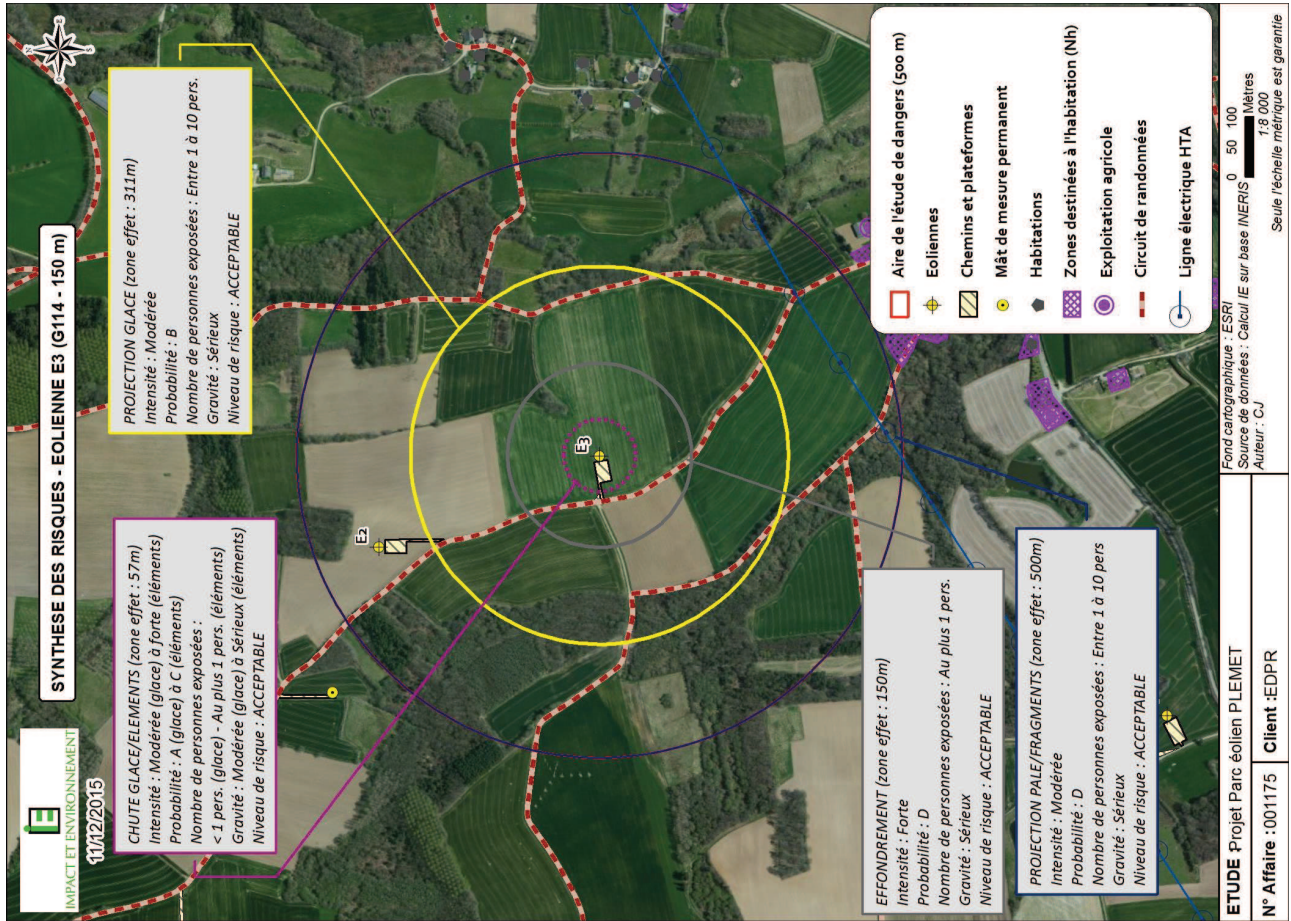 IMPACT ET ENVIRONNEMENT
11/12/2015
SYNTHESE DES RISQUES - EOLIENNE E3 (G114 - 150 m)
N
E
S
O
CHUTE GLACE/ELEMENTS (zone effet : 57m)
Intensité : Modérée (glace) à forte (éléments)
Probabilité : A (glace) à C (éléments)
Nombre de personnes exposées :
< 1 pers. (glace) - Au plus 1 pers. (éléments)
Gravité : Modérée (glace) à Sérieux (éléments)
Niveau de risque : ACCEPTABLE
PROJECTION GLACE (zone effet : 311m)
Intensité : Modérée
Probabilité : B
Nombre de personnes exposées : Entre 1 à 10 pers.
Gravité : Sérieux
Niveau de risque : ACCEPTABLE
E2
E3
EFFONDREMENT (zone effet : 150m)
Intensité : Forte
Probabilité : D
Nombre de personnes exposées : Au plus 1 pers.
Gravité : Sérieux
Niveau de risque : ACCEPTABLE
PROJECTION PALE/FRAGMENTS (zone effet : 500m)
Intensité : Modérée
Probabilité : D
Nombre de personnes exposées : Entre 1 à 10 pers
Gravité : Sérieux
Niveau de risque : ACCEPTABLE
Aire de l'étude de dangers (500 m)
Eoliennes
Chemins et plateformes
Mât de mesure permanent
Habitations
Zones destinées à l'habitation (Nh)
Exploitation agricole
Circuit de randonnées
Ligne électrique HTA
ETUDE :Projet Parc éolien PLEMET
N° Affaire :001175
Client :EDPR
Fond cartographique : ESRI
Source de données : Calcul IE sur base INERIS
Auteur : CJ
0 50 100
Mètres
1:8 000
Seule l'échelle métrique est garantie